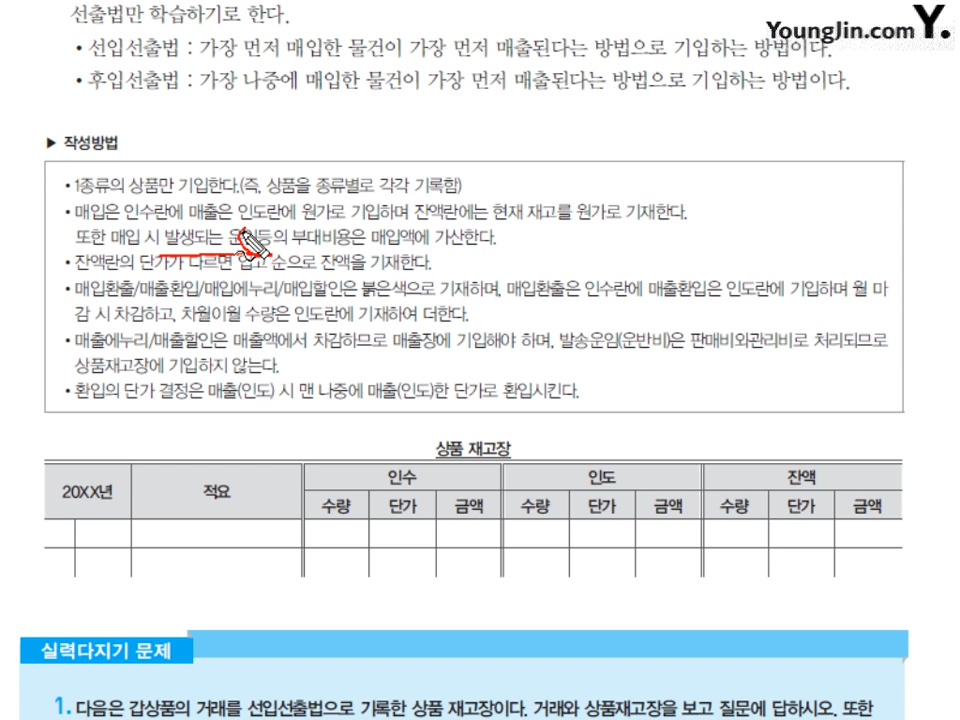 선출법만 학습하기로 한다.
YoungJin.com Y.
• 선입선출법 : 가장 먼저 매입한 물건이 가장 먼저 매출된다는 방법으로 기입하는 방법이다.
• 후입선출법 : 가장 나중에 매입한 물건이 가장 먼저 매출된다는 방법으로 기입하는 방법이다.
▶ 작성방법
• 1종류의 상품만 기입한다.(즉, 상품을 종류별로 각각 기록함)
• 매입은 인수란에 매출은 인도란에 원가로 기입하며 잔액란에는 현재 재고를 원가로 기재한다.
또한 매입 시 발생되는 부대비용은 매입액에 가산한다.
• 잔액란의 단가가 다르면 입고 순으로 잔액을 기재한다.
• 매입환출/매출환입/매입에누리/매입할인은 붉은색으로 기재하며, 매입환출은 인수란에 매출환입은 인도란에 기입하며 월 마
감 시 차감하고, 차월이월 수량은 인도란에 기재하여 더한다.
• 매출에누리/매출할인은 매출액에서 차감하므로 매출장에 기입해야 하며, 발송운임(운반비)은 판매비와관리비로 처리되므로
상품재고장에 기입하지 않는다.
• 환입의 단가 결정은 매출(인도) 시 맨 나중에 매출(인도)한 단가로 환입시킨다.
상품 재고장
20XX년 적요 인수 인도 잔액
수량 단가 금액 수량 단가 금액 수량 단가 금액
실력다지기 문제
1. 다음은 갑상품의 거래를 선입선출법으로 기록한 상품 재고장이다. 거래와 상품재고장을 보고 질문에 답하시오. 또한